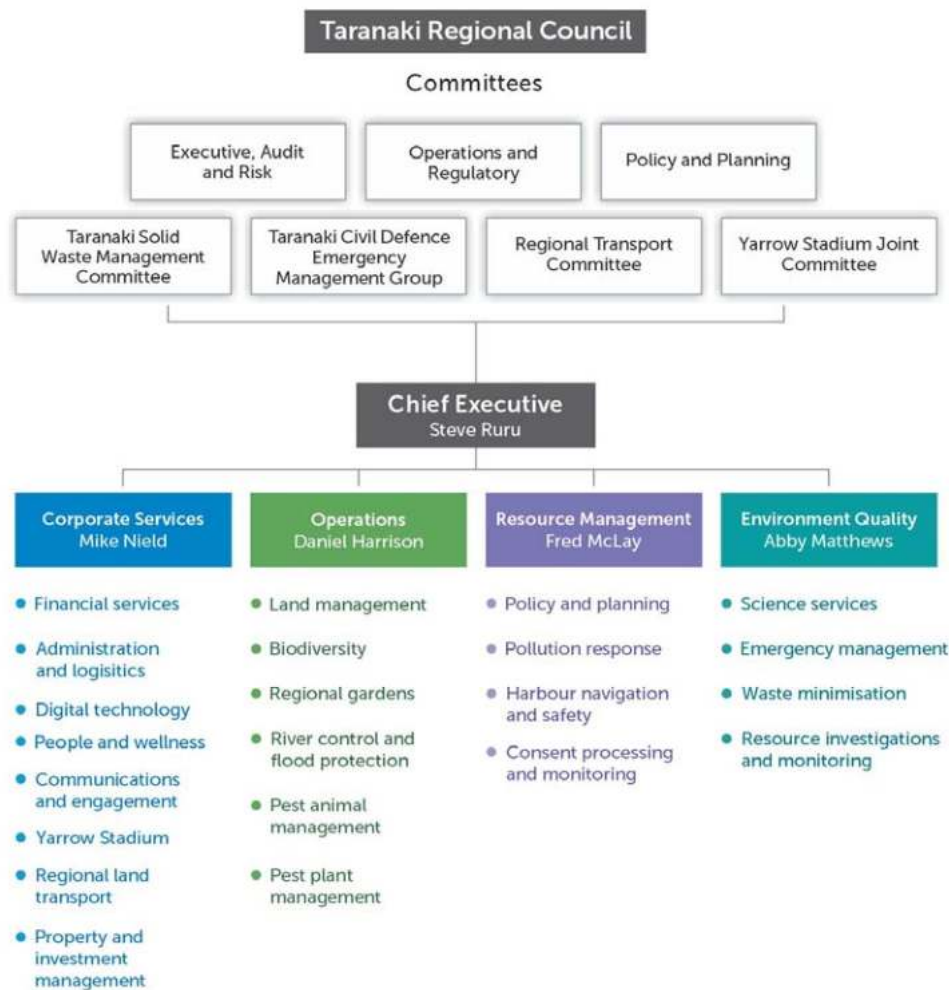 Taranaki Regional Council
Committees
Executive, Audit
and Risk
Operations and
Regulatory
Policy and Planning
Taranaki Solid
Waste Management
Committee
Taranaki Civil Defence
Emergency
Management Group
Regional Transport
Committee
Yarrow Stadium Joint
Committee
Chief Executive
Steve Ruru
Corporate Services
Mike Nield
Financial services
Administration
and logisitics
Digital technology
People and wellness
Communications
and engagement
Yarrow Stadium
Regional land
transport
Property and
investment
management
Operations
Daniel Harrison
Land management
Biodiversity
Regional gardens
River control and
flood protection
Pest animal
management
Pest plant
management
Resource Management
Fred McLay
Policy and planning
Pollution response
Harbour navigation
and safety
Consent processing
and monitoring
Environment Quality
Abby Matthews
Science services
Emergency management
Waste minimisation
Resource investigations
and monitoring